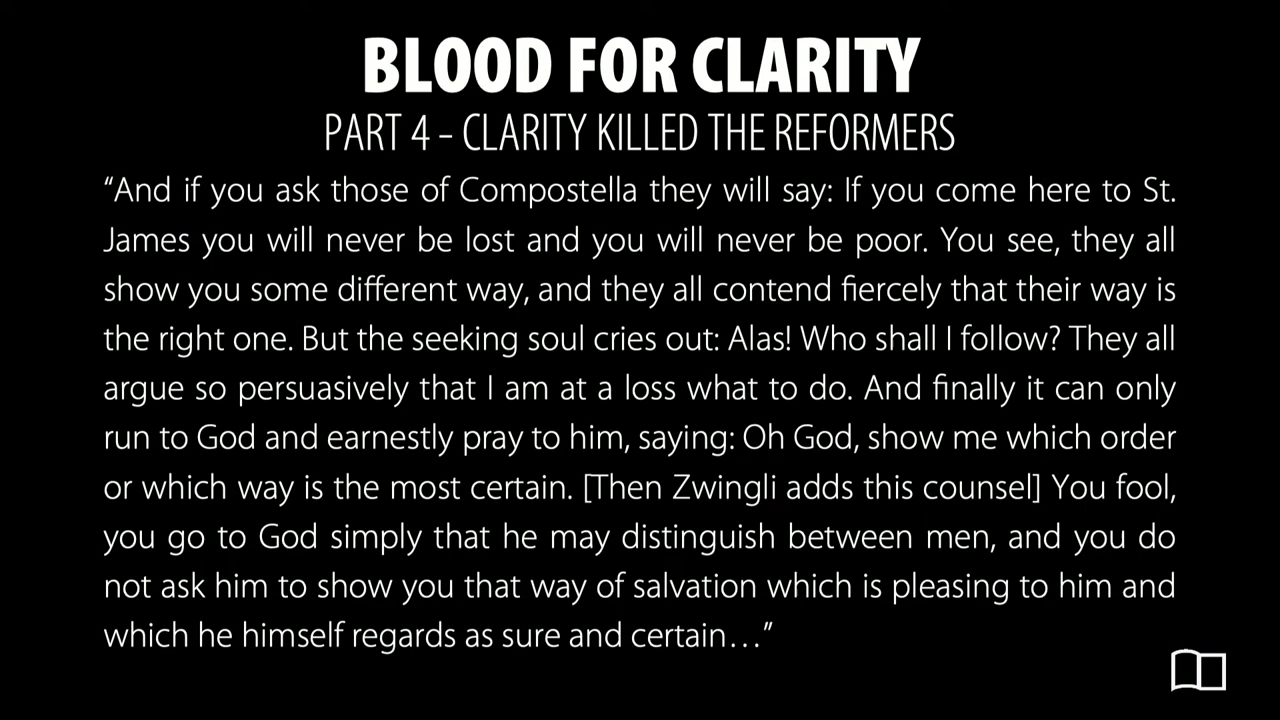 BLOOD FOR CLARITY
PART 4 – CLARITY KILLED THE REFORMERS
“And if you ask those of Compostella they will say: If you come here to St.
James you will never be lost and you will never be poor. You see, they all
show you some different way, and they all contend fiercely that their way is
the right one. But the seeking soul cries out: Alas! Who shall I follow? They all
argue so persuasively that I am at a loss what to do. And finally it can only
run to God and earnestly pray to him, saying: Oh God, show me which order
or which way is the most certain. [Then Zwingli adds this counsel] You fool,
you go to God simply that he may distinguish between men, and you do
not ask him to show you that way of salvation which is pleasing to him and
which he himself regards as sure and certain…”